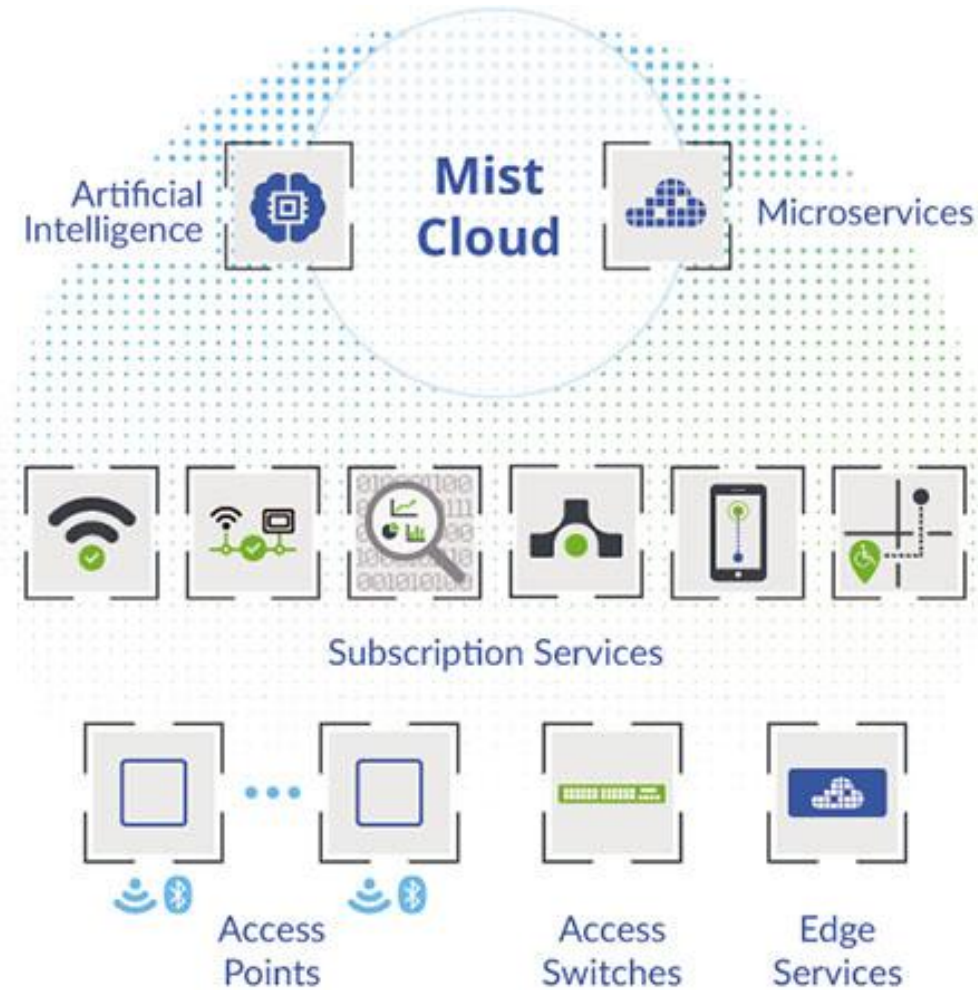 Mist
Cloud
Artificial
Intelligence
Microservices
Subscription Services
Access
Points
Access
Switches
Edge
Services